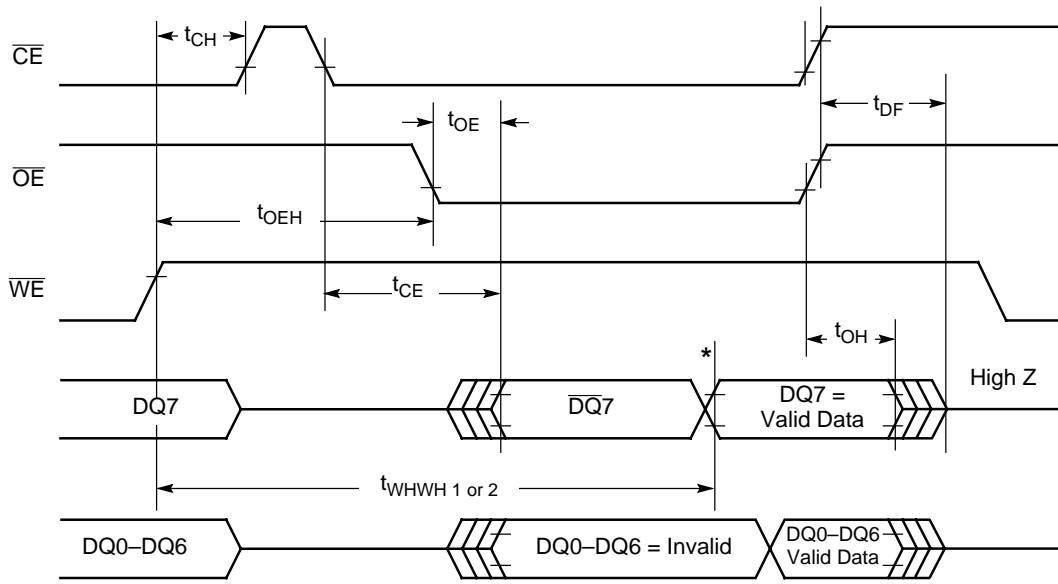 CE
tCH
tDF
tOE
OE
tOEH
WE
tCE
tOH
*
High Z
DQ7
DQ7
DQ7 =
Valid Data
tWHWH 1 or 2
DQ0–DQ6
DQ0–DQ6 = Invalid
DQ0–DQ6
Valid Data